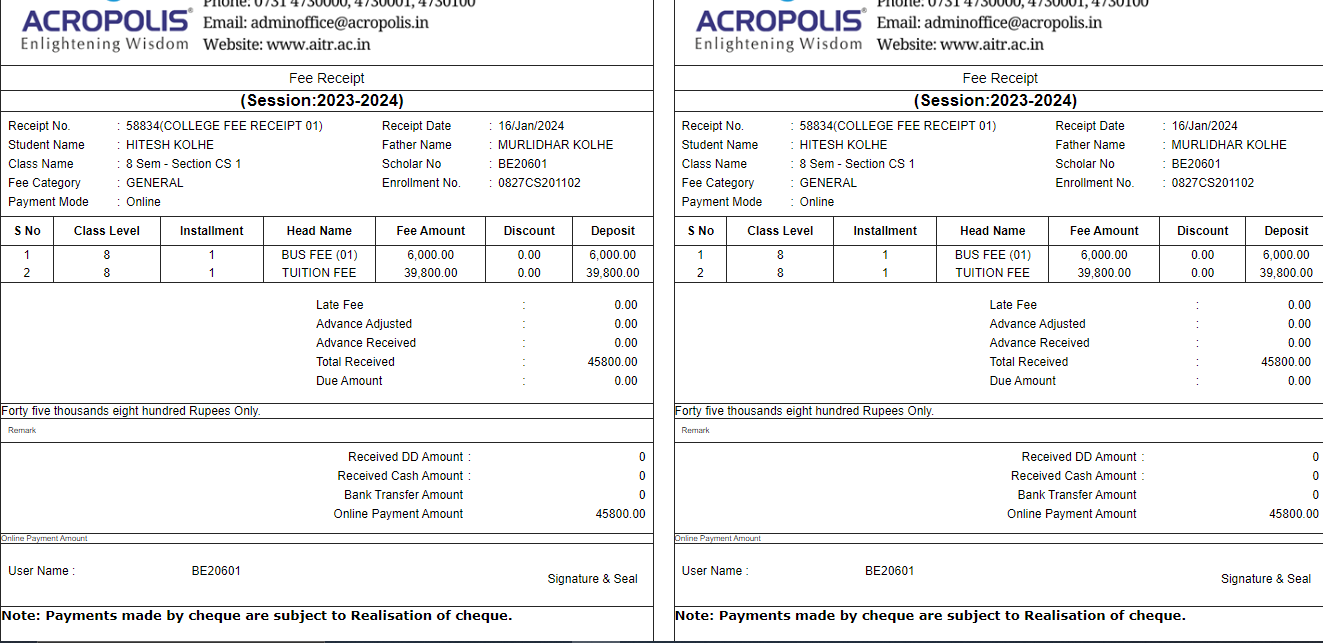 Phone: 0731 4730000, 4730001, 4730100
ACROPOLIS®
Email: adminoffice@acropolis.in
Enlightening Wisdom
Website: www.aitr.ac.in
Fee Receipt
(Session:2023-2024)
Receipt No. : 58834(COLLEGE FEE RECEIPT 01) Receipt Date : 16/Jan/2024
Student Name : HITESH KOLHE Father Name : MURLIDHAR KOLHE
Class Name : 8 Sem - Section CS 1 Scholar No : BE20601
Fee Category : GENERAL Enrollment No. : 0827CS201102
Payment Mode : Online
S No Class Level Installment Head Name Fee Amount Discount Deposit
1 8 1 BUS FEE (01) 6,000.00 0.00 6,000.00
2 8 1 TUITION FEE 39,800.00 0.00 39,800.00
Late Fee : 0.00
Advance Adjusted : 0.00
Advance Received : 0.00
Total Received : 45800.00
Due Amount : 0.00
Forty five thousands eight hundred Rupees Only.
Remark
Received DD Amount : 0
Received Cash Amount : 0
Bank Transfer Amount 0
Online Payment Amount 45800.00
Online Payment Amount
User Name : BE20601
Signature & Seal
Note: Payments made by cheque are subject to Realisation of cheque.
Phone: 0731 4730000, 4730001, 4730100
ACROPOLIS®
Email: adminoffice@acropolis.in
Enlightening Wisdom
Website: www.aitr.ac.in
Fee Receipt
(Session:2023-2024)
Receipt No. : 58834(COLLEGE FEE RECEIPT 01) Receipt Date : 16/Jan/2024
Student Name : HITESH KOLHE Father Name : MURLIDHAR KOLHE
Class Name : 8 Sem - Section CS 1 Scholar No : BE20601
Fee Category : GENERAL Enrollment No. : 0827CS201102
Payment Mode : Online
S No Class Level Installment Head Name Fee Amount Discount Deposit
1 8 1 BUS FEE (01) 6,000.00 0.00 6,000.00
2 8 1 TUITION FEE 39,800.00 0.00 39,800.00
Late Fee : 0.00
Advance Adjusted : 0.00
Advance Received : 0.00
Total Received : 45800.00
Due Amount : 0.00
Forty five thousands eight hundred Rupees Only.
Remark
Received DD Amount : 0
Received Cash Amount : 0
Bank Transfer Amount 0
Online Payment Amount 45800.00
Online Payment Amount
User Name : BE20601
Signature & Seal
Note: Payments made by cheque are subject to Realisation of cheque.